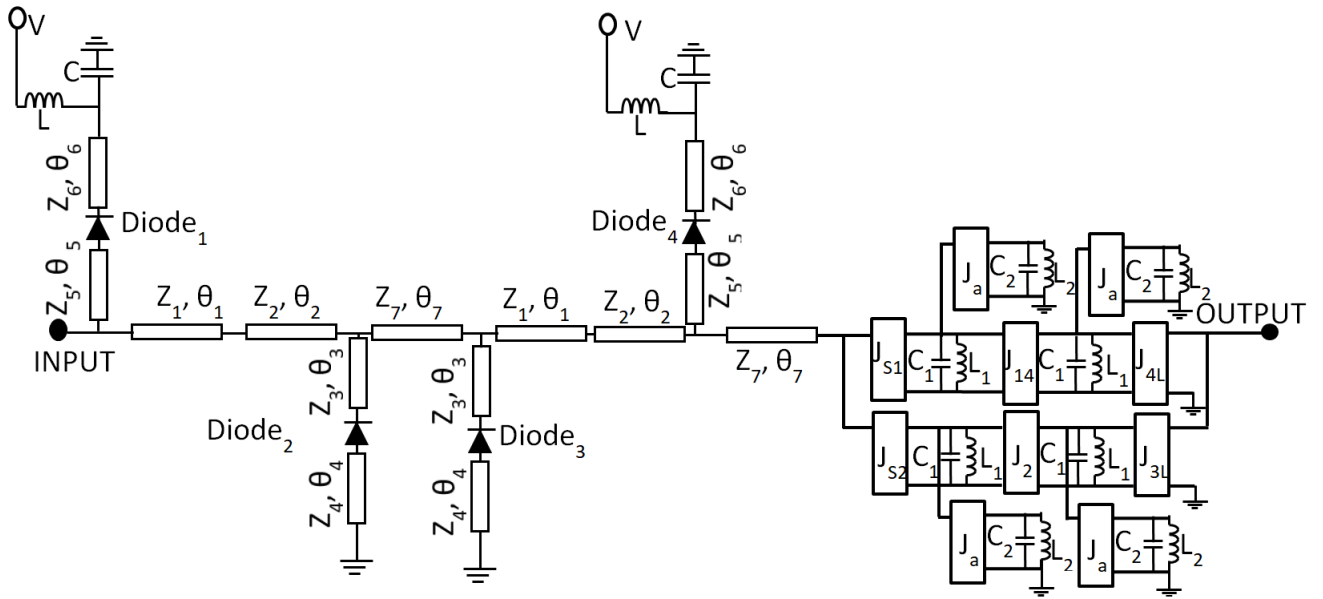 V
C
L
Z6, θ6
Diode1
Z5, θ5
INPUT
Z1, θ1
Z2, θ2
Z7, θ7
Z1, θ1
Z2, θ2
Z7, θ7
Z3, θ3
Diode2
Z4, θ4
Z3, θ3
Diode3
Z4, θ4
V
C
L
Z6, θ6
Diode4
Z5, θ5
Ja
C2
L2
Ja
C2
L2
OUTPUT
JS1
C1
L1
J14
C1
L1
J4L
JS2
C1
L1
J2
C1
L1
J3L
Ja
C2
L2
Ja
C2
L2